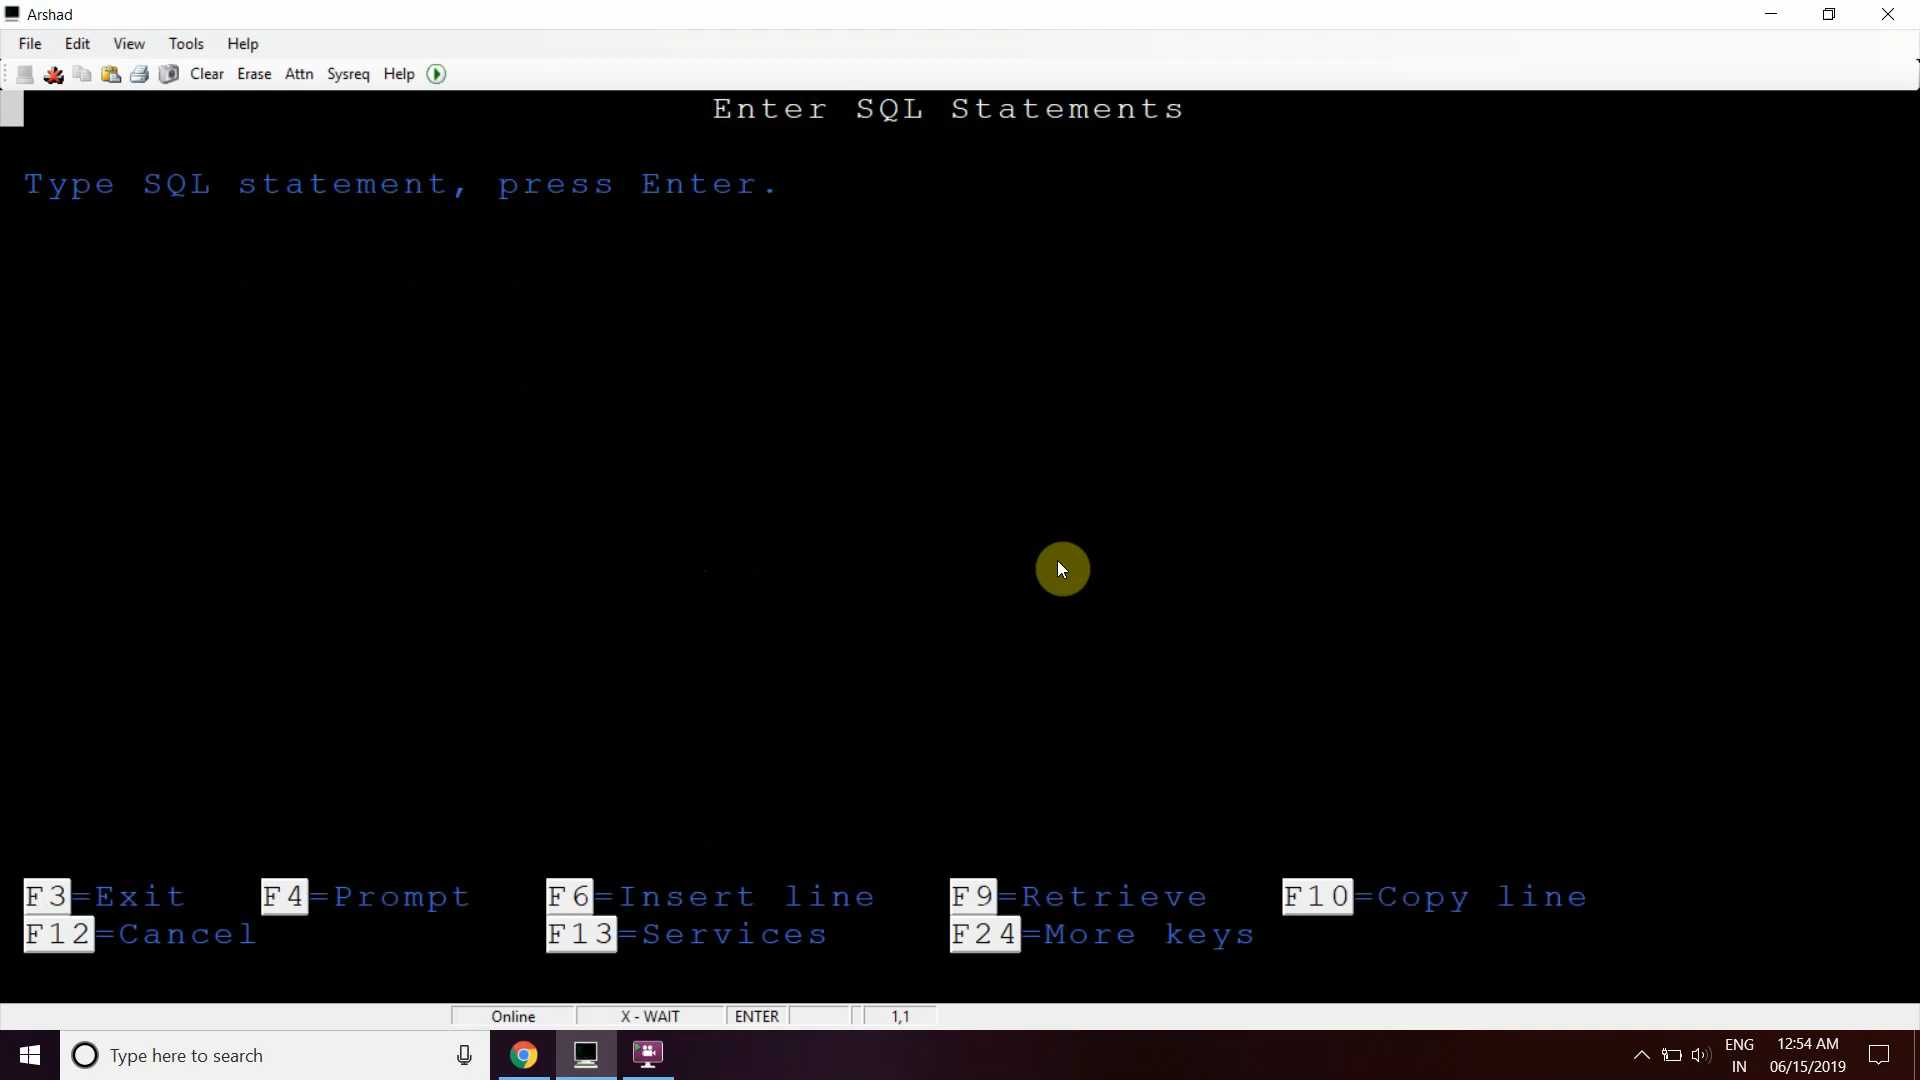 Arshad
File Edit View Tools Help
Clear Erase Attn Sysreq Help
Enter SQL Statements
Type SQL statement, press Enter.
F3=Exit F4=Prompt F6=Insert line F9=Retrieve F10=Copy line
F12=Cancel F13=Services F24=More keys
Online X - WAIT ENTER 1,1
Type here to search
ENG 12:54 AM
IN 06/15/2019